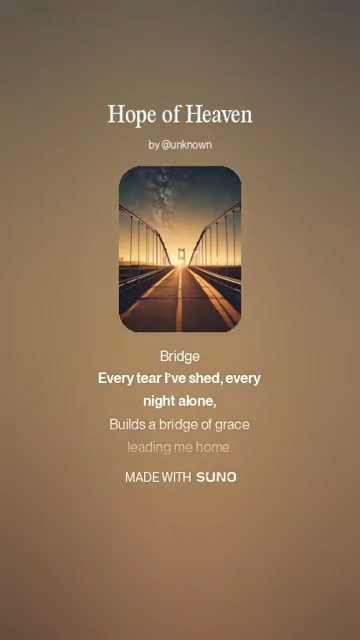 Hope of Heaven
by @unknown
Bridge
Every tear I've shed, every
night alone,
Builds a bridge of grace
leading me home.
MADE WITH SUNO